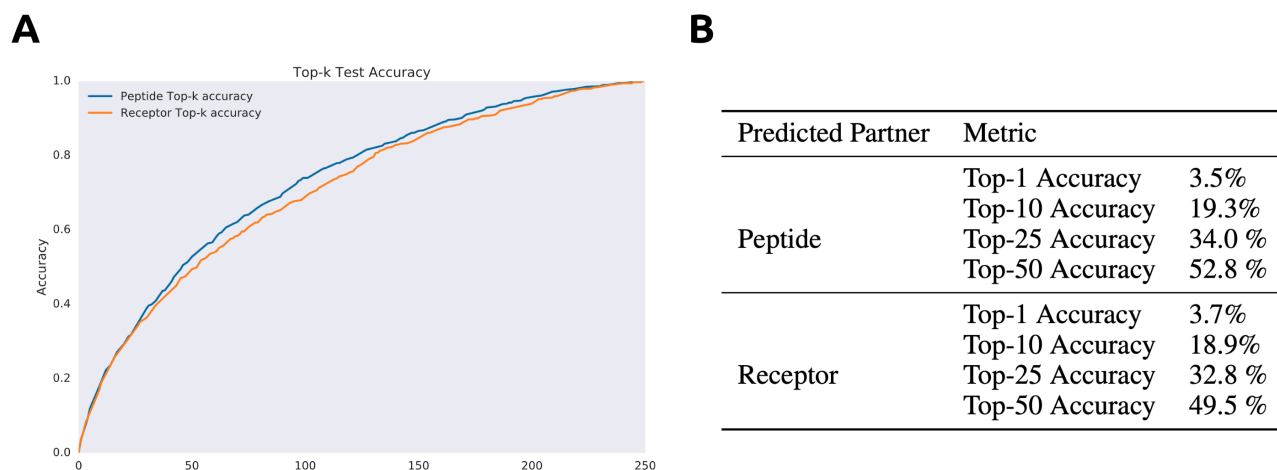 A
Top-k Test Accuracy
1.0
0.8
0.6
0.4
0.2
0.0
Accuracy
Peptide Top-k accuracy
Receptor Top-k accuracy
0 50 100 150 200 250
B
Predicted Partner Metric
Peptide
Top-1 Accuracy 3.5%
Top-10 Accuracy 19.3%
Top-25 Accuracy 34.0 %
Top-50 Accuracy 52.8 %
Receptor
Top-1 Accuracy 3.7%
Top-10 Accuracy 18.9%
Top-25 Accuracy 32.8 %
Top-50 Accuracy 49.5 %